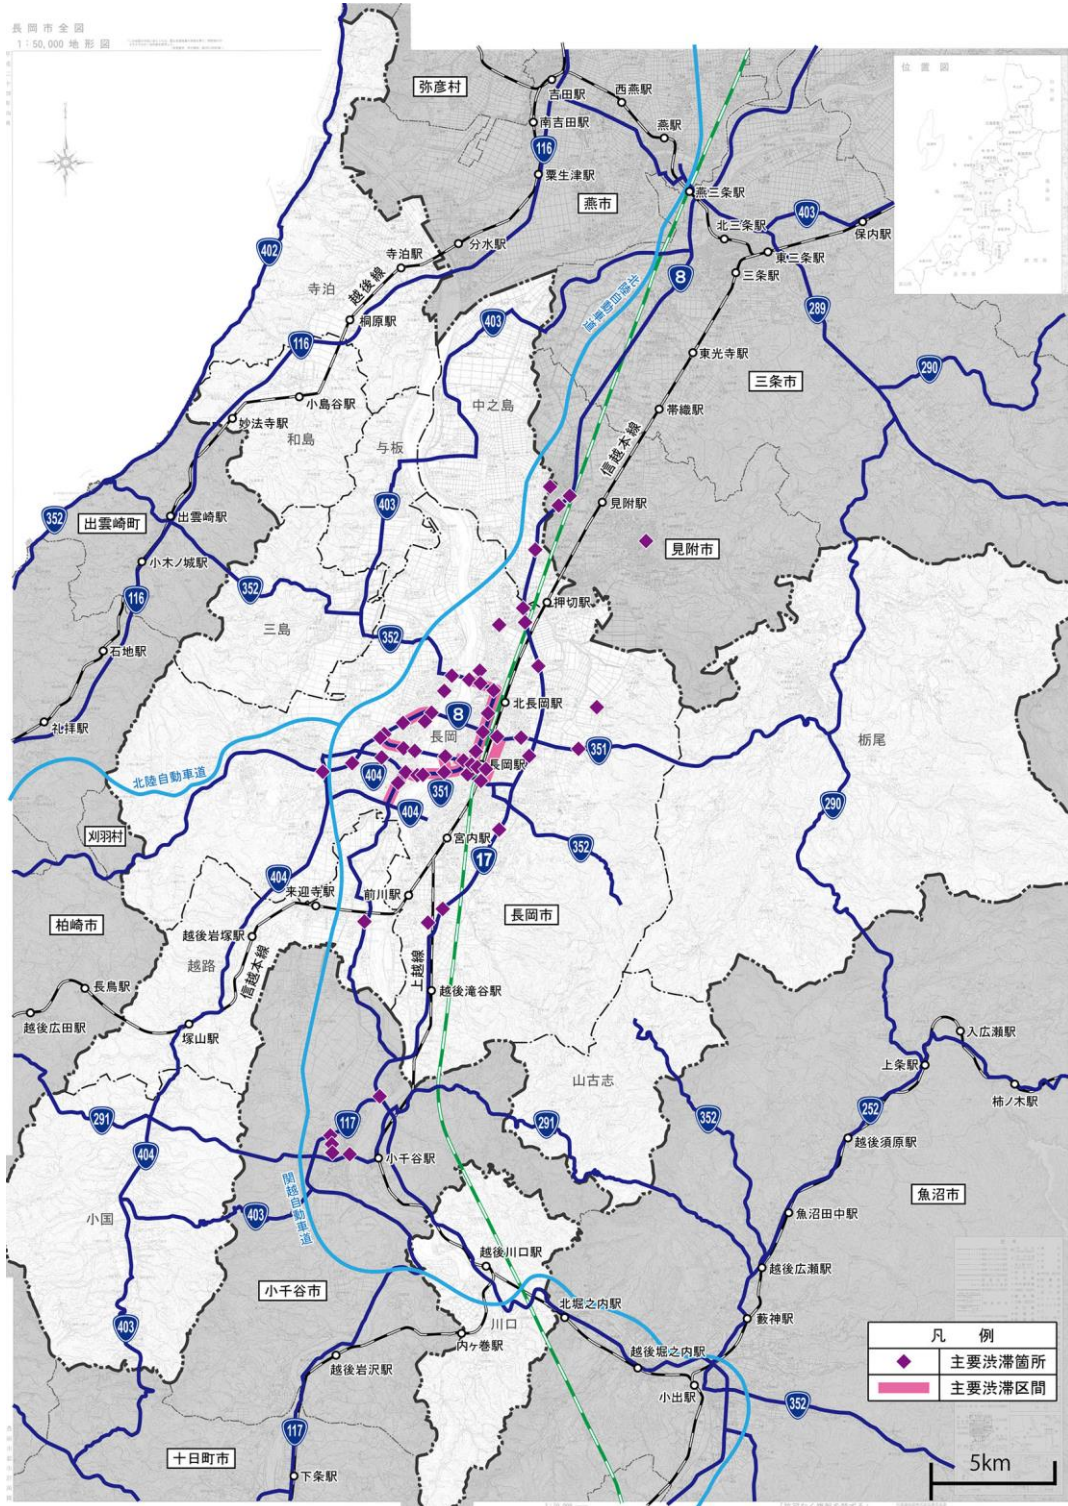 長岡市全図
1:50,000 地形図
位置図
弥彦村
吉田駅
西燕駅
南吉田駅
燕駅
116
粟生津駅
燕三条駅
燕市
403
北三条駅
保内駅
402
分水駅
寺泊駅
東三条駅
越後線
8
三条駅
寺泊
北陸自動車道
桐原駅
403
289
116
東光寺駅
290
三条市
小島谷駅
中之島
帯織駅
妙法寺駅
和島
与板
信越本線
403
見附駅
352
出雲崎町
出雲崎駅
見附市
小木ノ城駅
352
116
押切駅
三島
352
石地駅
北長岡駅
礼拝駅
8
長岡
栃尾
351
長岡駅
北陸自動車道
404
351
290
404
刈羽村
宮内駅
352
17
404
来迎寺駅
前川駅
長岡市
柏崎市
越後岩塚駅
越路
信越本線
上越線
長鳥駅
越後滝谷駅
越後広田駅
塚山駅
入広瀬駅
上条駅
山古志
柿ノ木駅
291
117
291
352
252
404
小千谷駅
越後須原駅
関越自動車道
魚沼市
403
小国
魚沼田中駅
越後川口駅
越後広瀬駅
小千谷市
北堀之内駅
403
川口
藪神駅
内ヶ巻駅
越後堀之内駅
越後岩沢駅
小出駅
352
凡 例
主要渋滞箇所
主要渋滞区間
117
十日町市
下条駅
5km